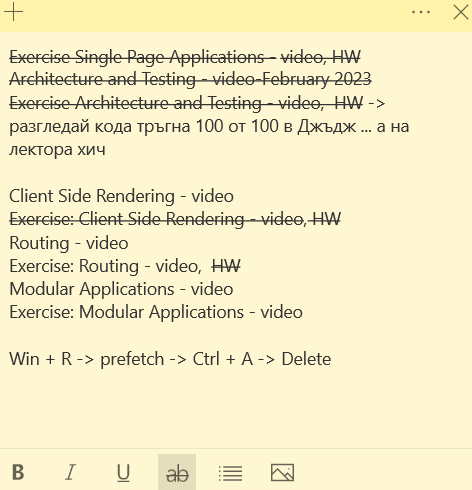 Exercise Single Page Applications - video, HW
Architecture and Testing - video-February 2023
Exercise Architecture and Testing - video, HW ->
разгледай кода тръгна 100 от 100 в Джъдж ... а на
лектора хич
Client Side Rendering - video
Exercise: Client Side Rendering - video, HW
Routing - video
Exercise: Routing - video, HW
Modular Applications - video
Exercise: Modular Applications - video
Win + R -> prefetch -> Ctrl + A -> Delete
B I U ab